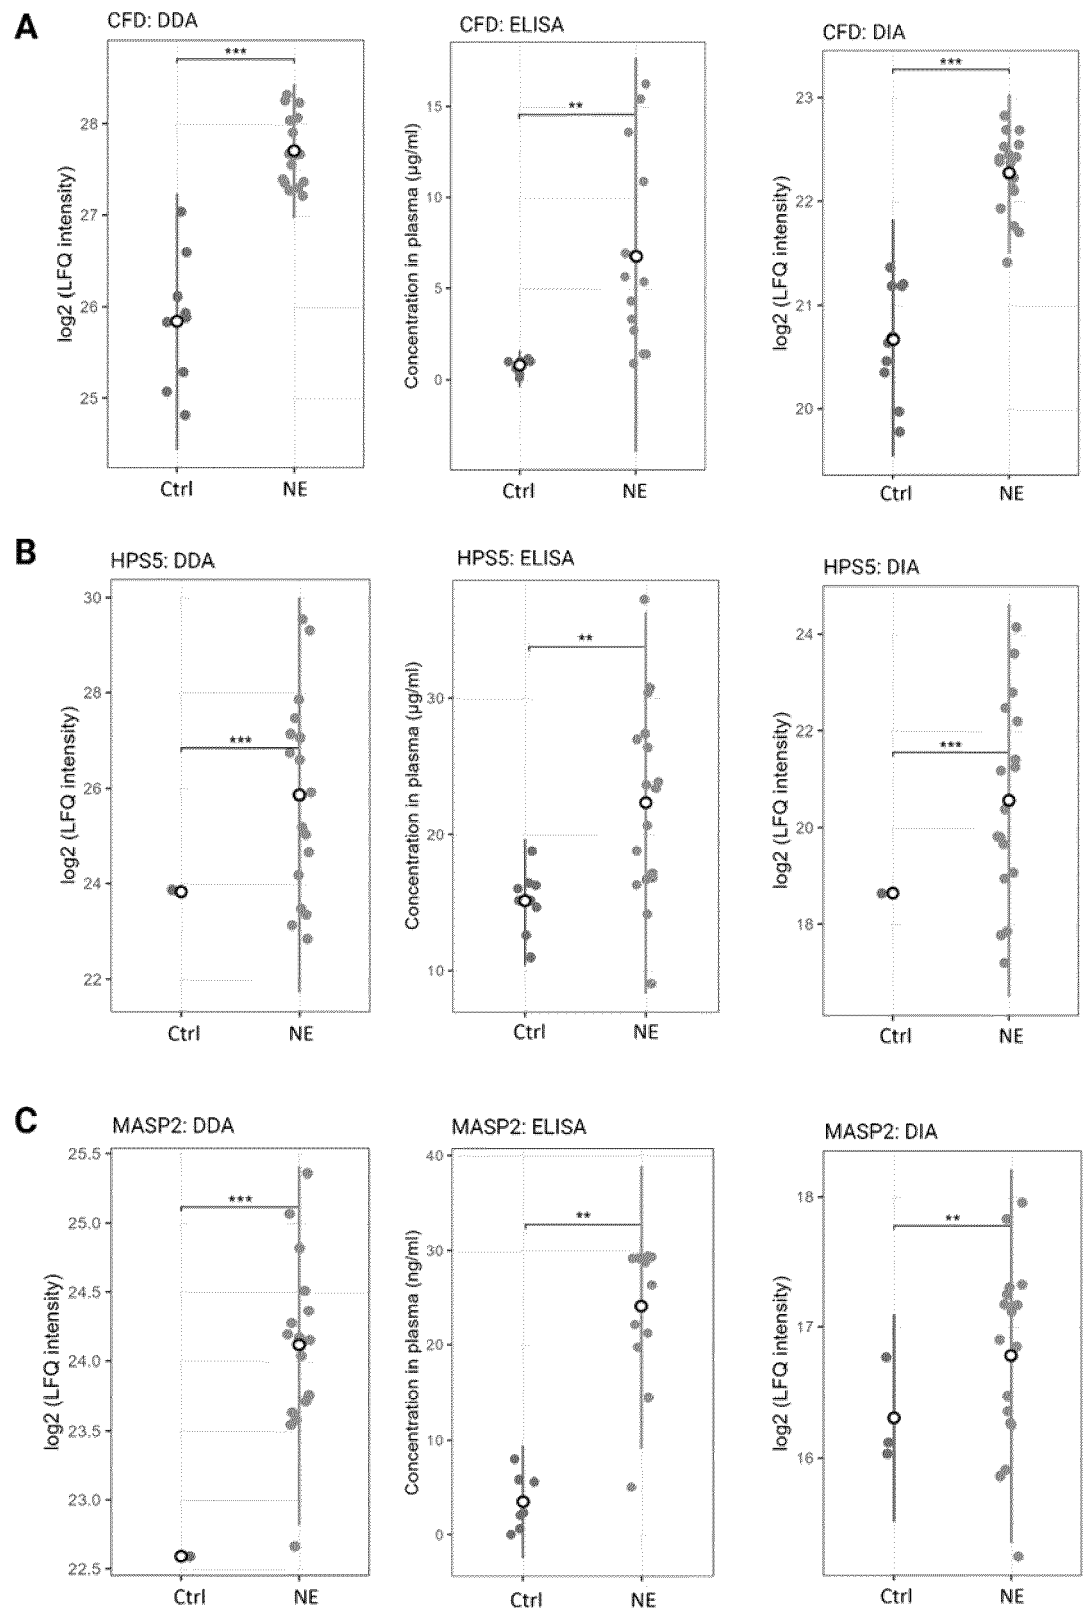 A
CFD: DDA
***
28
27
26
25
log2 (LFQ intensity)
Ctrl
NE
CFD: ELISA
**
15
10
5
0
Concentration in plasma (µg/ml)
Ctrl
NE
CFD: DIA
***
23
22
21
20
log2 (LFQ intensity)
Ctrl
NE
B
HPS5: DDA
***
30
28
26
24
22
log2 (LFQ intensity)
Ctrl
NE
HPS5: ELISA
**
30
20
10
Concentration in plasma (µg/ml)
Ctrl
NE
HPS5: DIA
***
24
22
20
18
log2 (LFQ intensity)
Ctrl
NE
C
MASP2: DDA
***
25.5
25.0
24.5
24.0
23.5
23.0
22.5
log2 (LFQ intensity)
Ctrl
NE
MASP2: ELISA
**
40
30
20
10
0
Concentration in plasma (ng/ml)
Ctrl
NE
MASP2: DIA
**
18
17
16
log2 (LFQ intensity)
Ctrl
NE